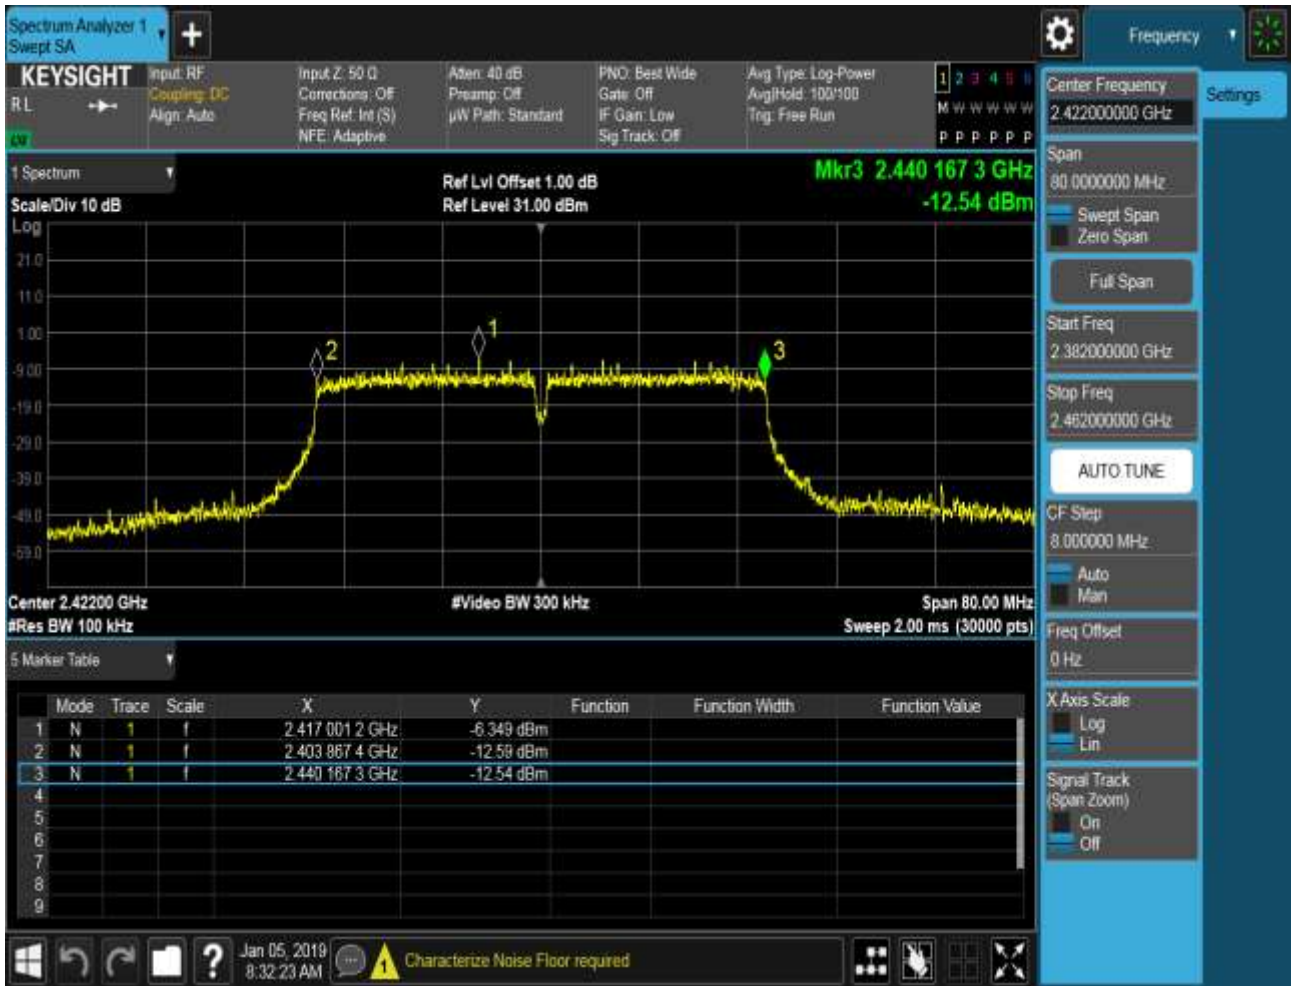 Spectrum Analyzer 1
Swept SA
Frequency
KEYSIGHT
R L
Input: RF
Coupling: DC
Align: Auto
Input Z: 50 Ω
Corrections: Off
Freq Ref: Int (S)
NFE: Adaptive
Atten: 40 dB
Preamp: Off
µW Path: Standard
PNO: Best Wide
Gate: Off
IF Gain: Low
Sig Track: Off
Avg Type: Log-Power
Avg|Hold: 100/100
Trig: Free Run
1 2 3 4 5 6
M W W W W W
P P P P P P
1 Spectrum
Scale/Div 10 dB
Ref Lvl Offset 1.00 dB
Ref Level 31.00 dBm
Mkr3 2.440 167 3 GHz
-12.54 dBm
Log
21.0
11.0
1.00
-9.00
-19.0
-29.0
-39.0
-49.0
-59.0
1
2
3
Center 2.42200 GHz
#Video BW 300 kHz
Span 80.00 MHz
#Res BW 100 kHz
Sweep 2.00 ms (30000 pts)
5 Marker Table
Mode Trace Scale X Y Function Function Width Function Value
1 N 1 f 2.417 001 2 GHz -6.349 dBm
2 N 1 f 2.403 867 4 GHz -12.59 dBm
3 N 1 f 2.440 167 3 GHz -12.54 dBm
4
5
6
7
8
9
Center Frequency
2.422000000 GHz
Settings
Span
80.0000000 MHz
Swept Span
Zero Span
Full Span
Start Freq
2.382000000 GHz
Stop Freq
2.462000000 GHz
AUTO TUNE
CF Step
8.000000 MHz
Auto
Man
Freq Offset
0 Hz
X Axis Scale
Log
Lin
Signal Track
(Span Zoom)
On
Off
?
Jan 05, 2019
8:32:23 AM
1
Characterize Noise Floor required